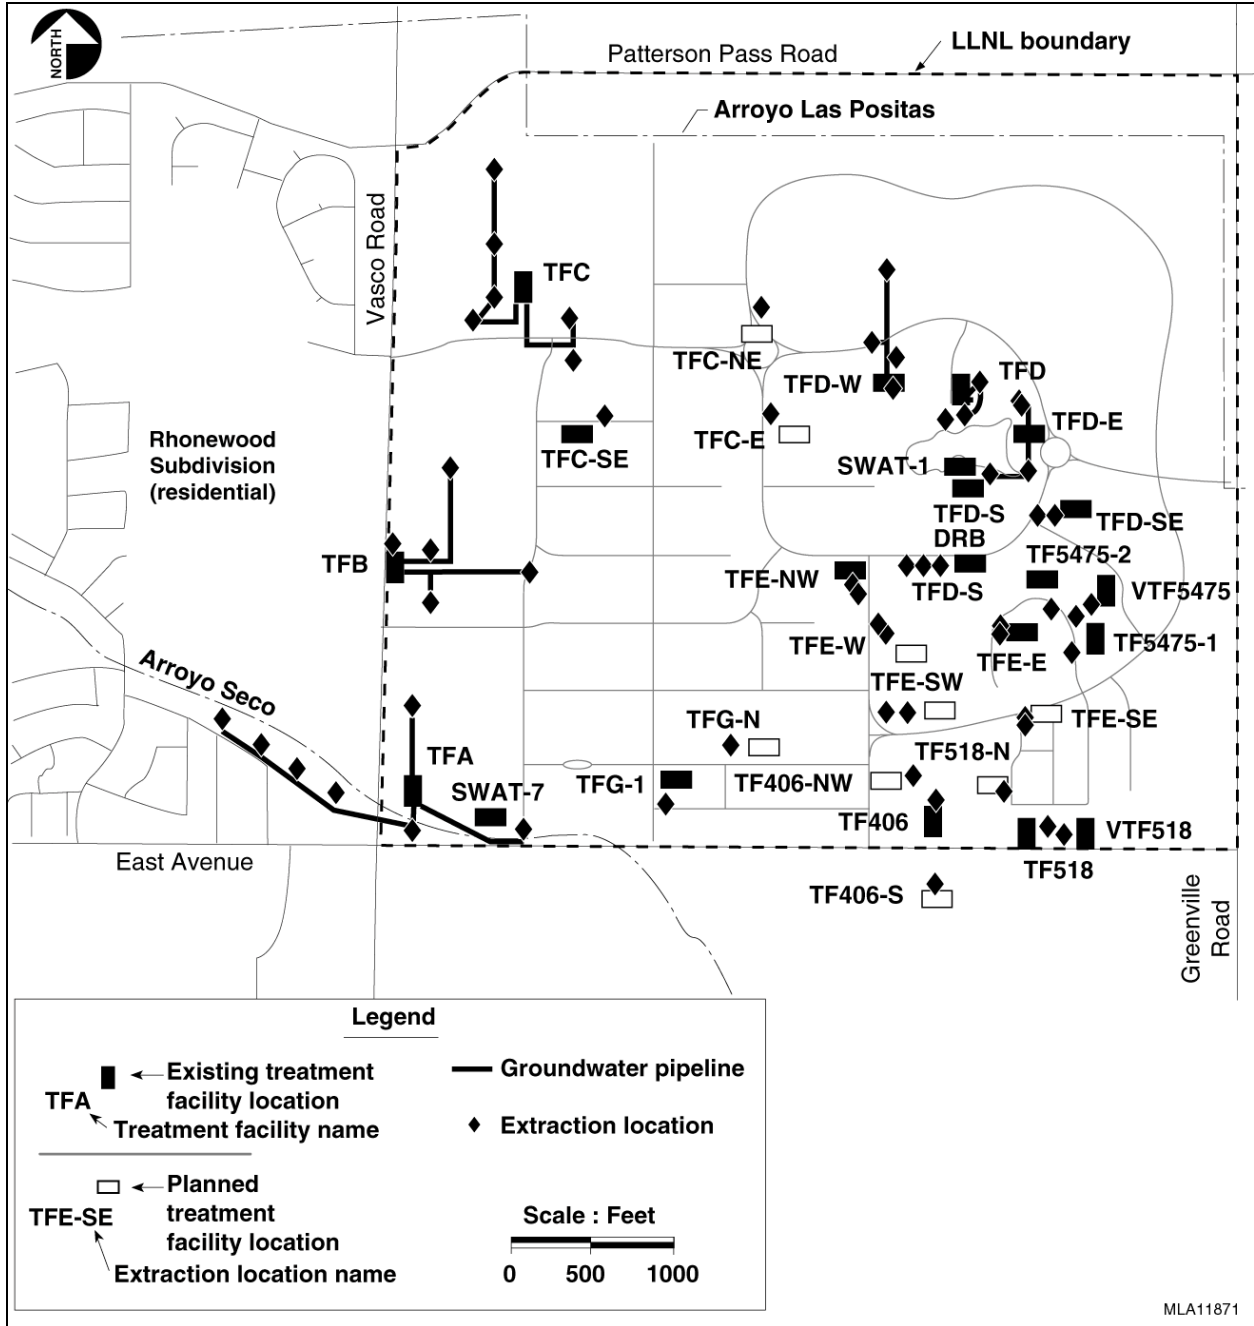 NORTH
Patterson Pass Road
LLNL boundary
Arroyo Las Positas
Vasco Road
TFC
TFC-NE
TFD-W
TFD
TFD-E
TFC-E
TFC-SE
Rhonewood
Subdivision
(residential)
SWAT-1
TFD-S
DRB
TFD-SE
TFB
TFE-NW
TFD-S
TF5475-2
VTF5475
TFE-W
TFE-E
TF5475-1
Arroyo Seco
TFE-SW
TFE-SE
TFG-N
TF518-N
TFA
SWAT-7
TFG-1
TF406-NW
TF406
VTF518
TF518
East Avenue
TF406-S
Greenville
Road
Legend
Existing treatment
facility location
TFA
Treatment facility name
Groundwater pipeline
Extraction location
Planned
treatment
facility location
TFE-SE
Extraction location name
Scale : Feet
0 500 1000
MLA11871